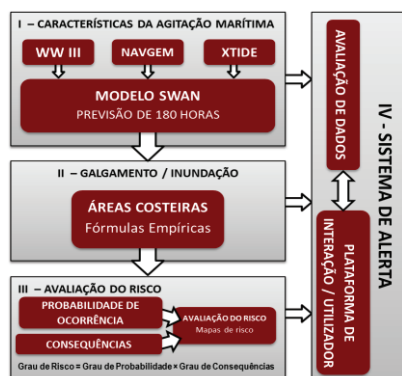 I – CARACTERÍSTICAS DA AGITAÇÃO MARÍTIMA
WW III
NAVGEM
XTIDE
MODELO SWAN
PREVISÃO DE 180 HORAS
II – GALGAMENTO / INUNDAÇÃO
ÁREAS COSTEIRAS
Fórmulas Empíricas
III – AVALIAÇÃO DO RISCO
PROBABILIDADE DE
OCORRÊNCIA
CONSEQUÊNCIAS
AVALIAÇÃO DO RISCO
Mapas de risco
Grau de Risco = Grau de Probabilidade × Grau de Consequências
AVALIAÇÃO DE DADOS
PLATAFORMA DE
INTERAÇÃO / UTILIZADOR
IV - SISTEMA DE ALERTA